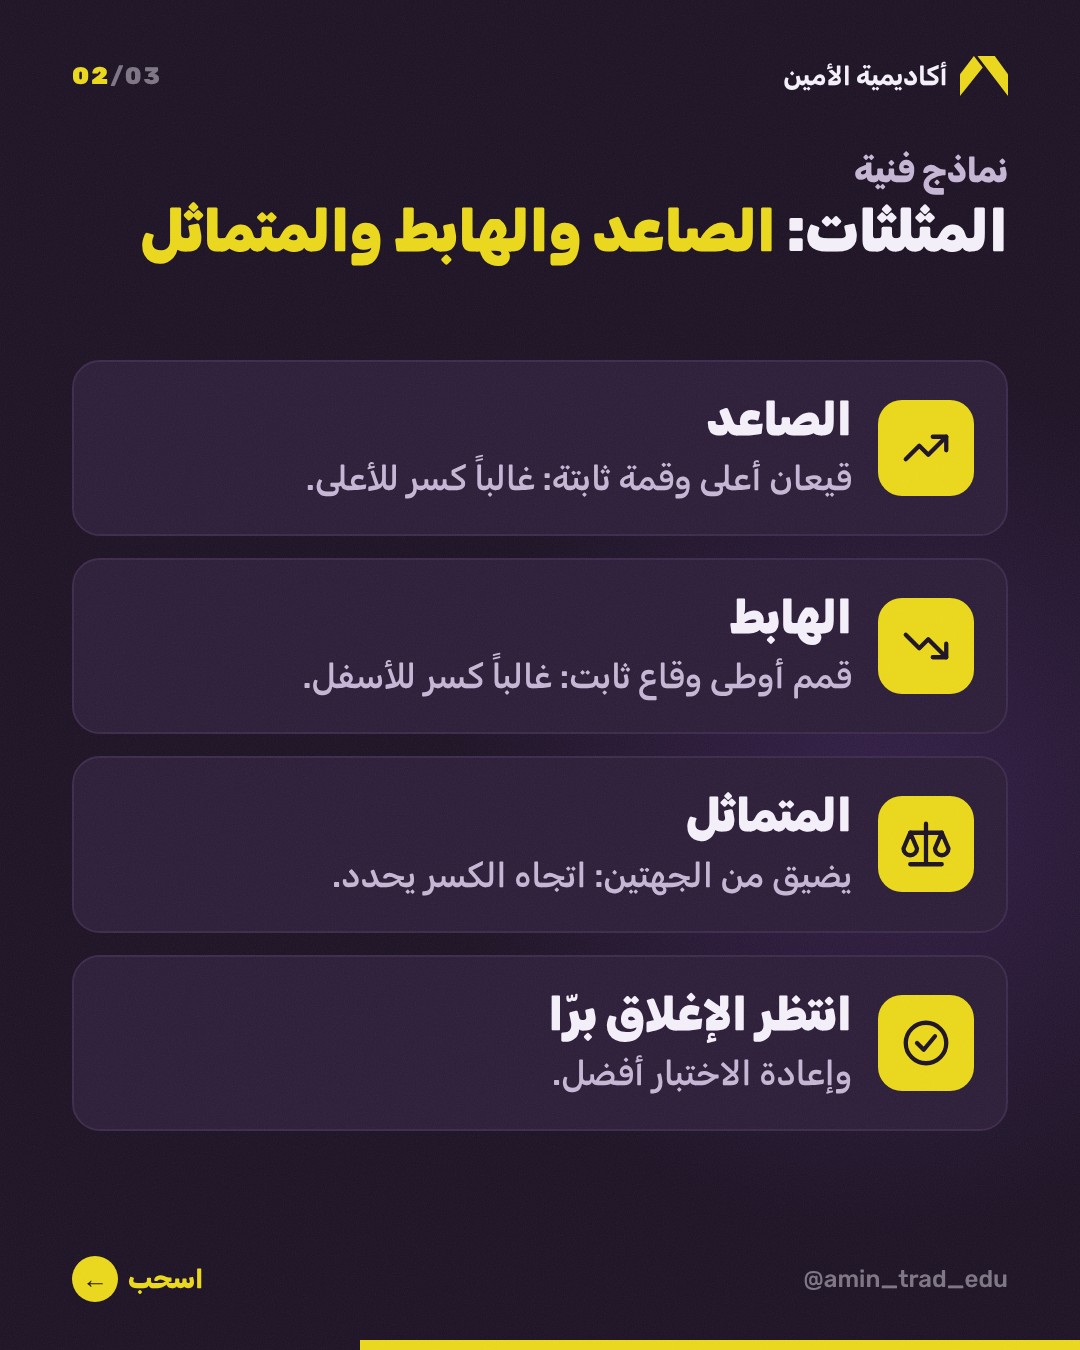 أكاديمية الأمين
02/03
نماذج فنية
المثلثات: الصاعد والهابط والمتماثل
الصاعد
قيعان أعلى وقمة ثابتة: غالباً كسر للأعلى.
الهابط
قمم أوطى وقاع ثابت: غالباً كسر للأسفل.
المتماثل
يضيق من الجهتين: اتجاه الكسر يحدد.
انتظر الإغلاق برّا
وإعادة الاختبار أفضل.
@amin_trad_edu
اسحب ←